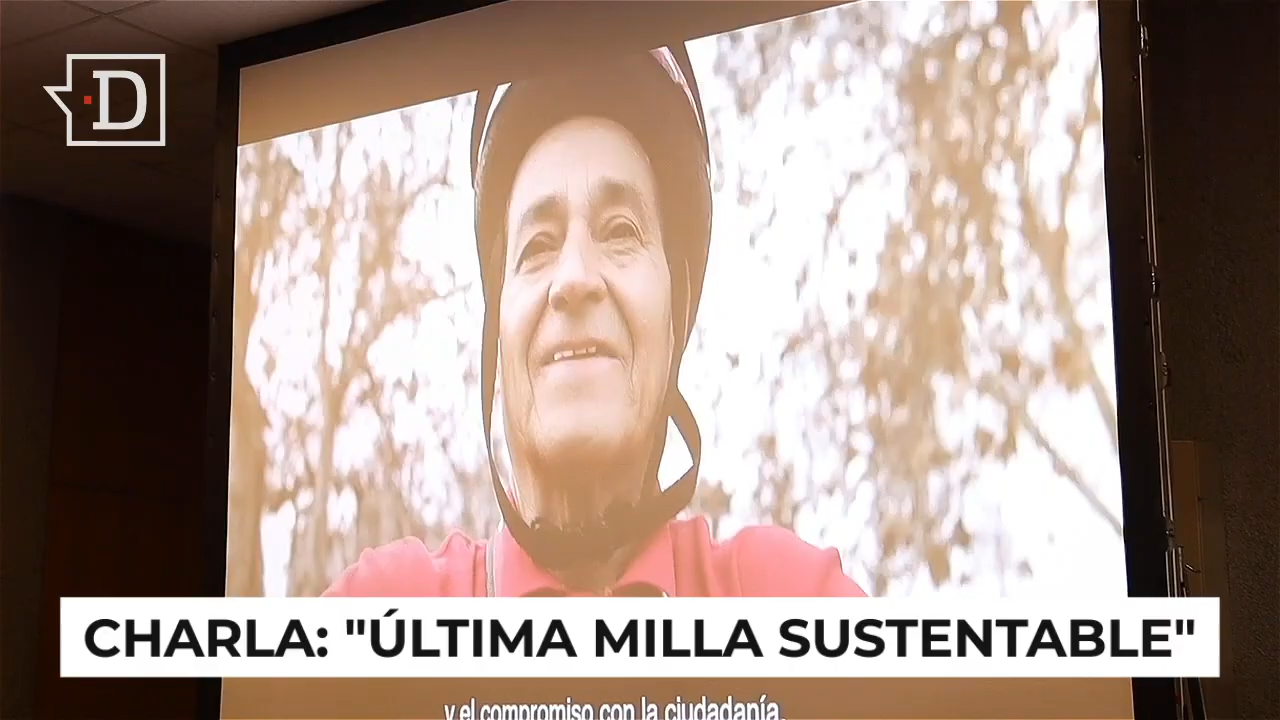 D
CHARLA: "ÚLTIMA MILLA SUSTENTABLE"
y el compromiso con la ciudadanía.